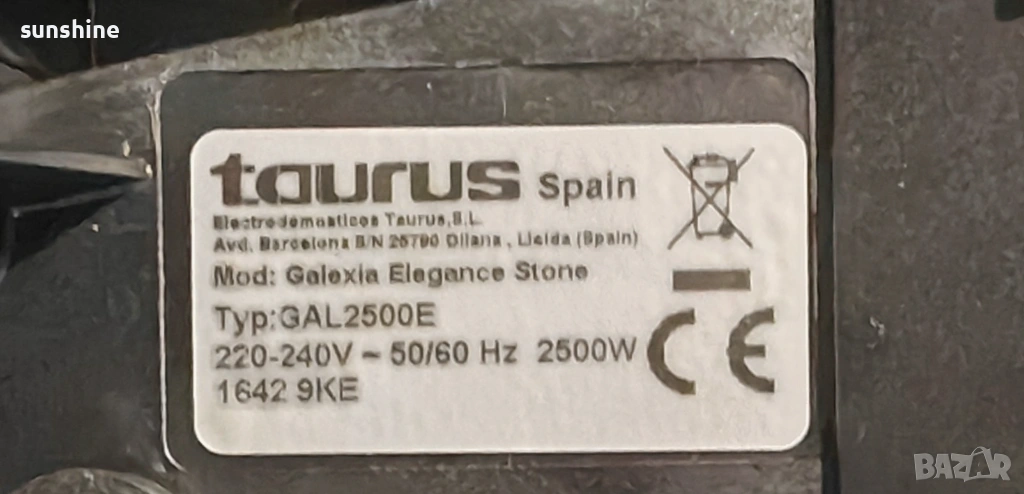 sunshine
taurus Spain
Electrodomesticos Taurus,S.L.
Avd. Barcelona S/N 25790 Oliana , Lleida (Spain)
Mod: Galexia Elegance Stone
Typ:GAL2500E
220-240V ~ 50/60 Hz 2500W
CE
1642 9KE
BAZAR